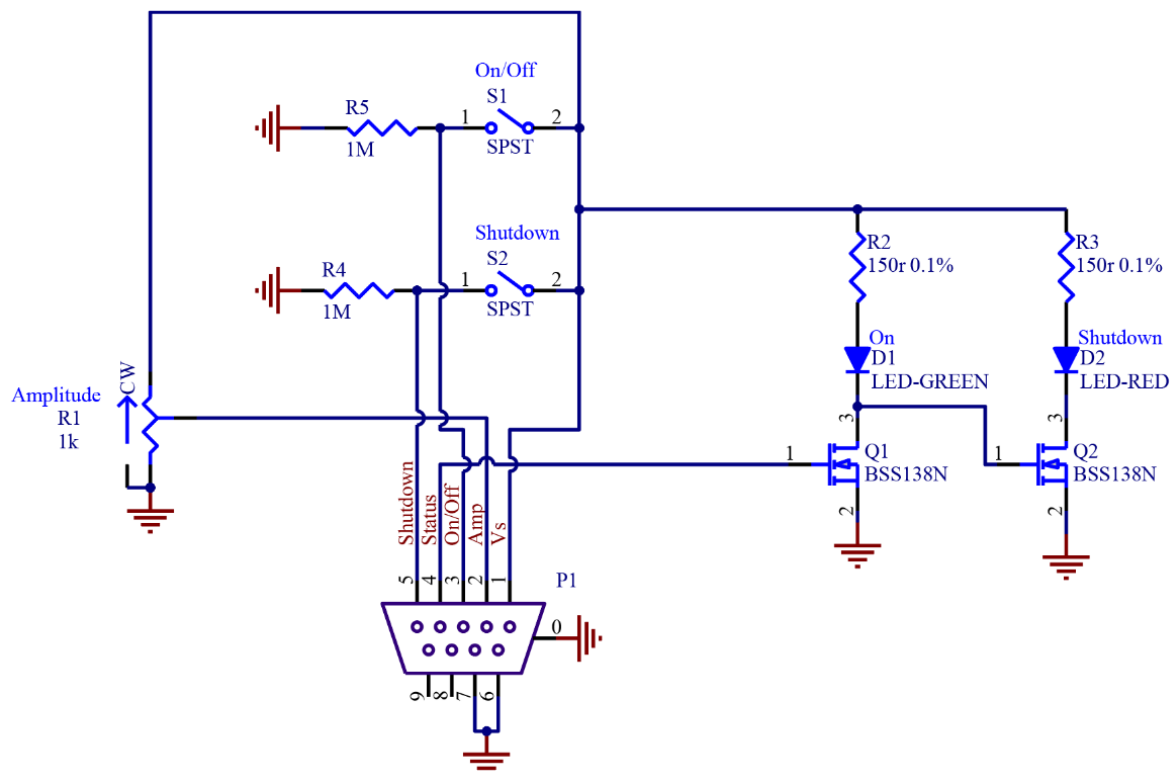 On/Off
S1
R5
1
2
SPST
1M
Shutdown
S2
R4
1
2
SPST
1M
R2
150r 0.1%
R3
150r 0.1%
On
D1
LED-GREEN
Shutdown
D2
LED-RED
CW
Amplitude
R1
1k
3
1
Q1
BSS138N
2
3
1
Q2
BSS138N
2
Shutdown
Status
On/Off
Amp
Vs
5
4
3
2
1
P1
0
9
8
7
6